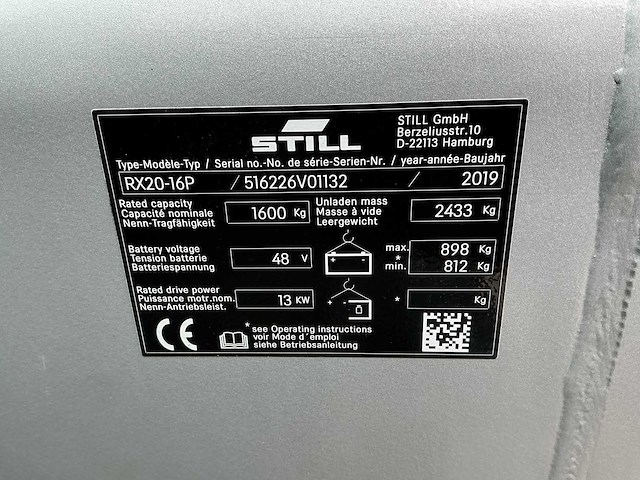 STILL
STILL GmbH
Berzeliusstr.10
D-22113 Hamburg
Type-Modèle-Typ / Serial no.-No. de série-Serien-Nr. / year-année-Baujahr
RX20-16P / 516226V01132 / 2019
Rated capacity
Capacité nominale
Nenn-Tragfähigkeit
1600 Kg
Unladen mass
Masse à vide
Leergewicht
2433 Kg
Battery voltage
Tension batterie
Batteriespannung
48 V
max. 898 Kg
*
min. 812 Kg
Rated drive power
Puissance motr.nom.
Nenn-Antriebsleist.
13 KW
* Kg
CE
* see Operating instructions
voir Mode d'emploi
siehe Betriebsanleitung